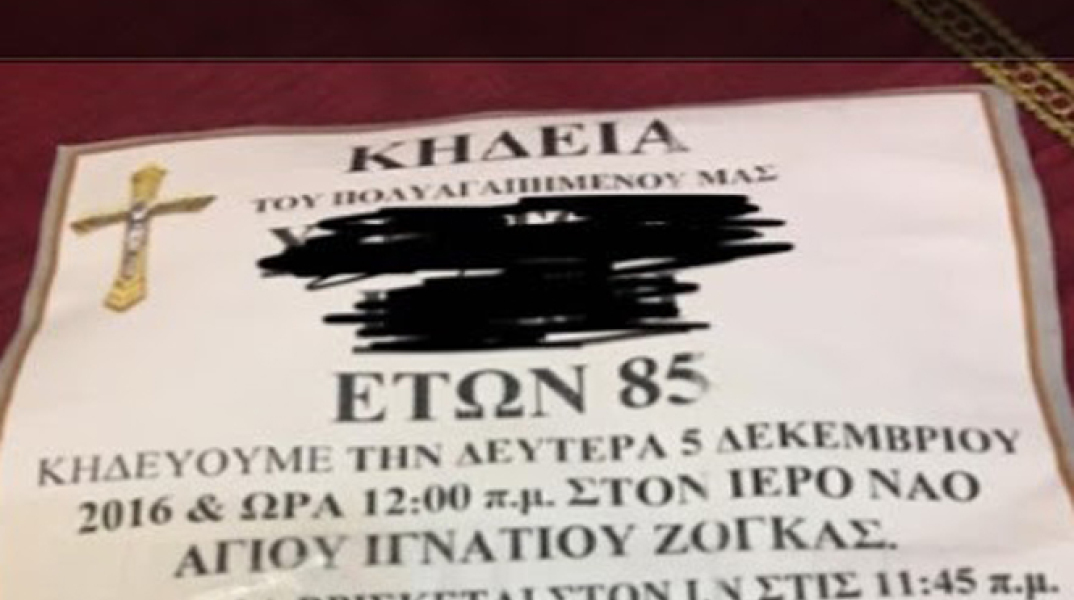 ΚΗΔΕΙΑ
ΤΟΥ ΠΟΛΥΑΓΑΠΗΜΕΝΟΥ ΜΑΣ
ΕΤΩΝ 85
ΚΗΔΕΥΟΥΜΕ ΤΗΝ ΔΕΥΤΕΡΑ 5 ΔΕΚΕΜΒΡΙΟΥ
2016 & ΩΡΑ 12:00 π.μ. ΣΤΟΝ ΙΕΡΟ ΝΑΟ
ΑΓΙΟΥ ΙΓΝΑΤΙΟΥ ΖΟΓΚΑΣ.
ΣΤΟΝ Ι.Ν ΣΤΙΣ 11:45 π.μ.